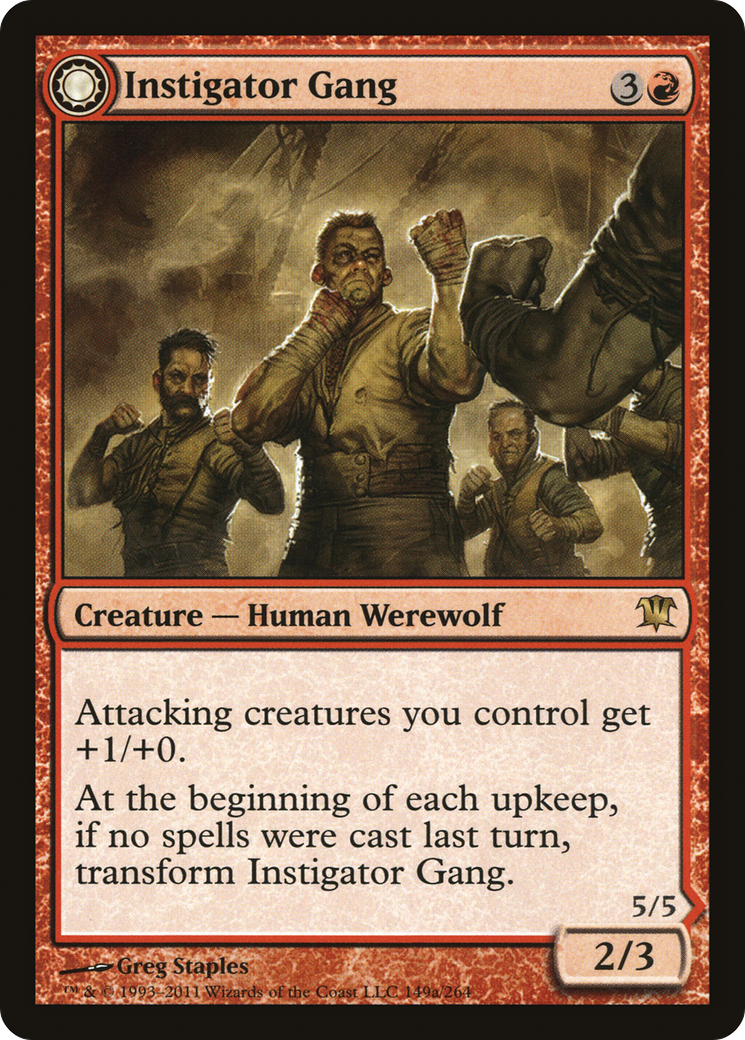 Instigator Gang 3
Creature — Human Werewolf
Attacking creatures you control get
+1/+0.
At the beginning of each upkeep,
if no spells were cast last turn,
transform Instigator Gang.
5/5
2/3
Greg Staples
™ & © 1993–2011 Wizards of the Coast LLC 149a/264